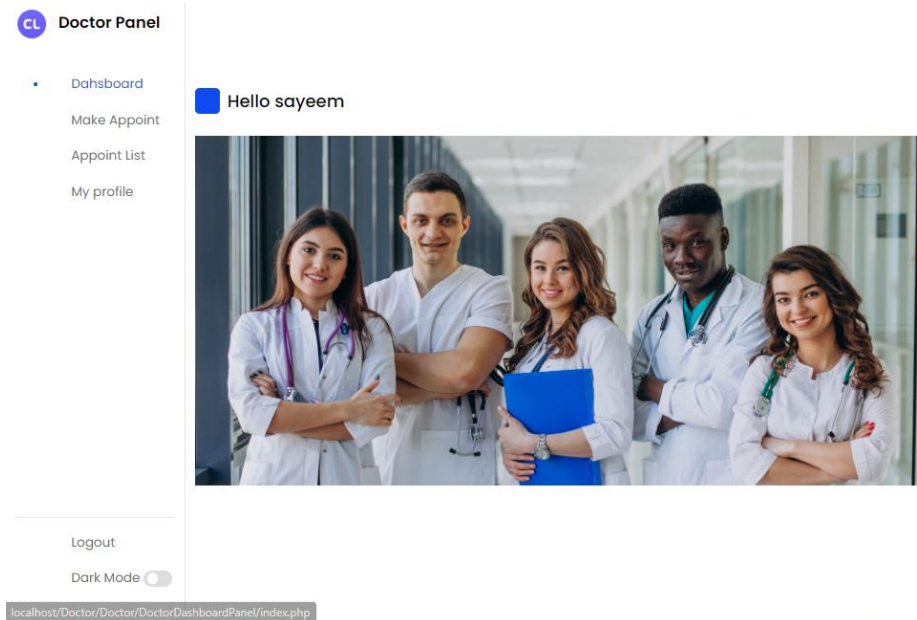 CL Doctor Panel
Dahsboard
Make Appoint
Appoint List
My profile
Hello sayeem
Logout
Dark Mode
localhost/Doctor/Doctor/DoctorDashboardPanel/index.php